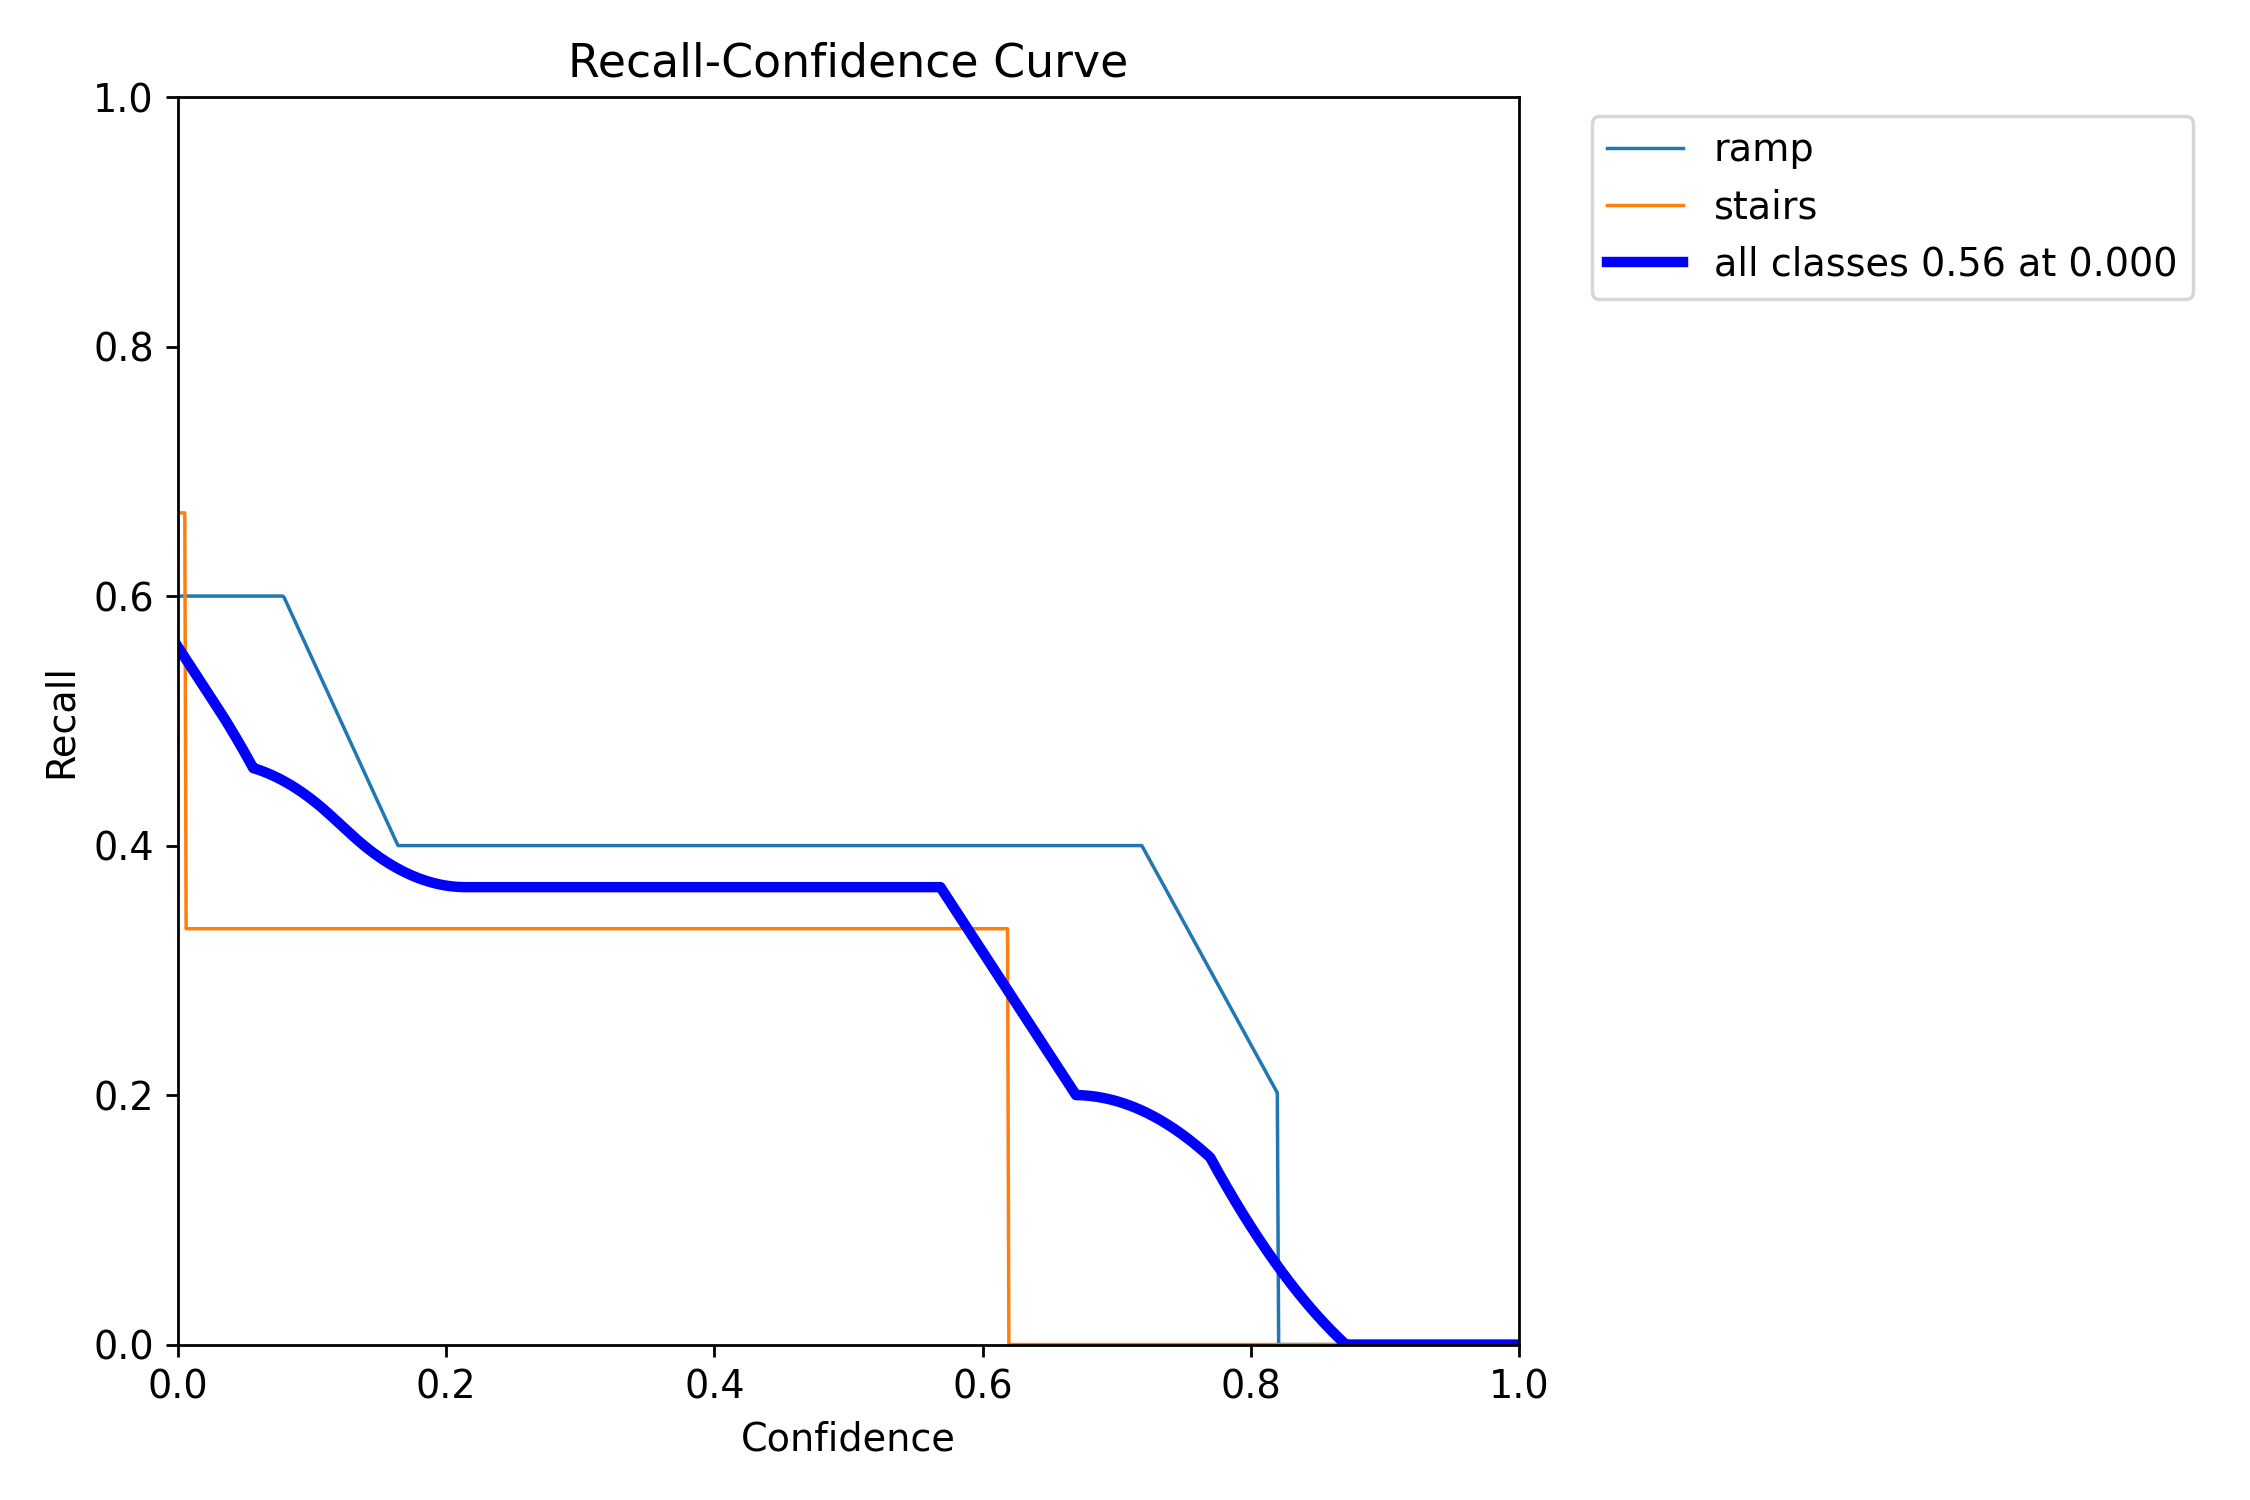 Recall-Confidence Curve
1.0
0.8
0.6
0.4
0.2
0.0
Recall
0.0 0.2 0.4 0.6 0.8 1.0
Confidence
ramp
stairs
all classes 0.56 at 0.000